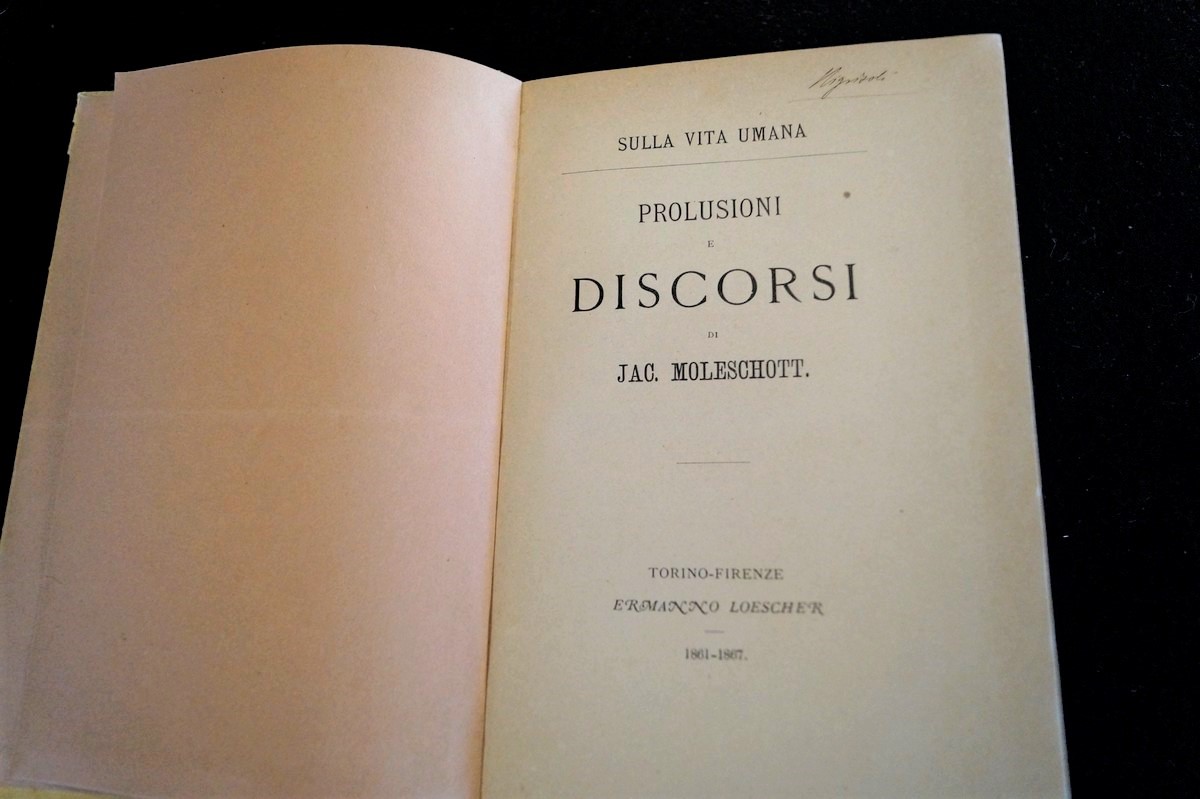 SULLA VITA UMANA
PROLUSIONI
E
DISCORSI
DI
JAC. MOLESCHOTT.
TORINO-FIRENZE
ERMANNO LOESCHER
1861-1867.